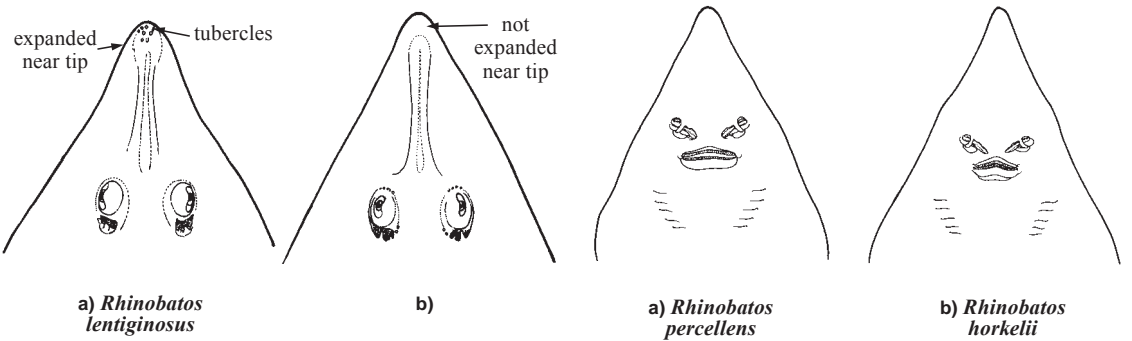 expanded
near tip
tubercles
not
expanded
near tip
a) Rhinobatos
lentiginosus
b)
a) Rhinobatos
percellens
b) Rhinobatos
horkelii